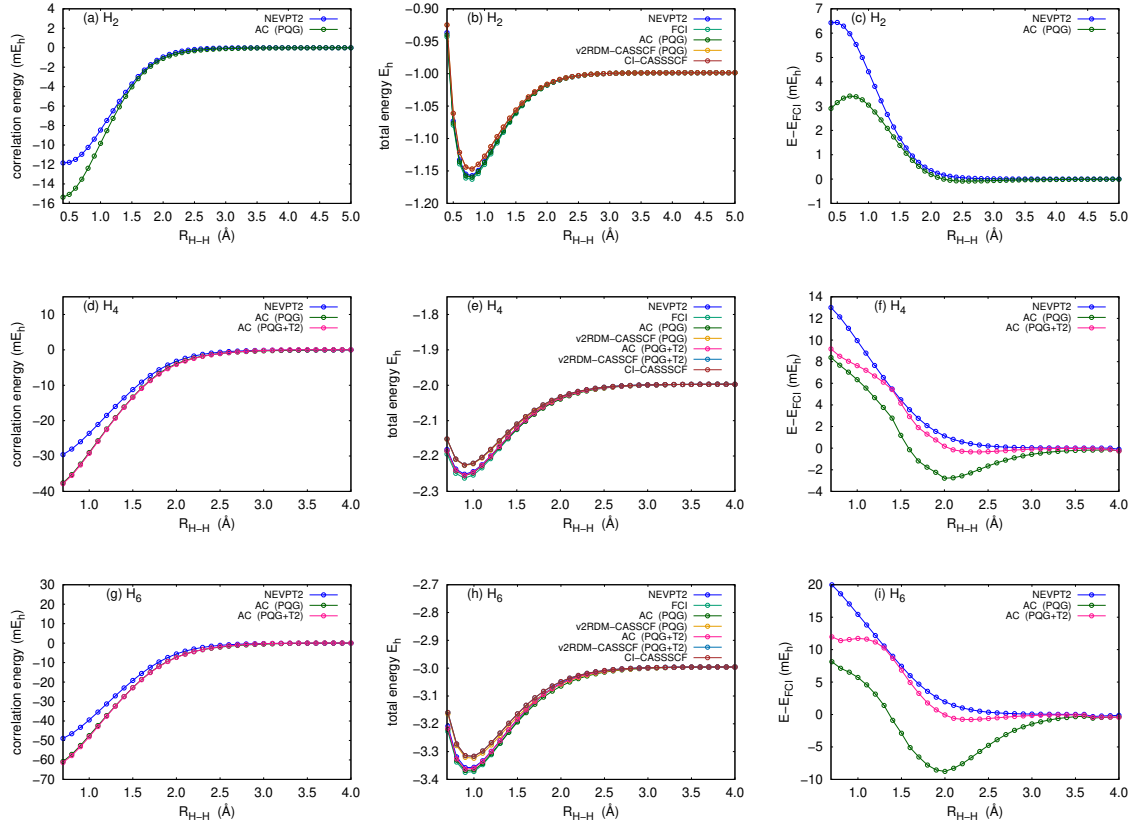 (a) H2
NEVPT2
AC (PQG)
correlation energy (mEh)
4
2
0
−2
−4
−6
−8
−10
−12
−14
−16
0.5 1.0 1.5 2.0 2.5 3.0 3.5 4.0 4.5 5.0
RH−H (Å)
(b) H2
NEVPT2
FCI
AC (PQG)
v2RDM−CASSCF (PQG)
CI−CASSSCF
total energy Eh
−0.90
−0.95
−1.00
−1.05
−1.10
−1.15
−1.20
0.5 1.0 1.5 2.0 2.5 3.0 3.5 4.0 4.5 5.0
RH−H (Å)
(c) H2
NEVPT2
AC (PQG)
E−EFCI (mEh)
7
6
5
4
3
2
1
0
−1
0.5 1.0 1.5 2.0 2.5 3.0 3.5 4.0 4.5 5.0
RH−H (Å)
(d) H4
NEVPT2
AC (PQG)
AC (PQG+T2)
correlation energy (mEh)
10
0
−10
−20
−30
−40
1.0 1.5 2.0 2.5 3.0 3.5 4.0
RH−H (Å)
(e) H4
NEVPT2
FCI
AC (PQG)
v2RDM−CASSCF (PQG)
AC (PQG+T2)
v2RDM−CASSCF (PQG+T2)
CI−CASSSCF
total energy Eh
−1.8
−1.9
−2.0
−2.1
−2.2
−2.3
1.0 1.5 2.0 2.5 3.0 3.5 4.0
RH−H (Å)
(f) H4
NEVPT2
AC (PQG)
AC (PQG+T2)
E−EFCI (mEh)
14
12
10
8
6
4
2
0
−2
−4
1.0 1.5 2.0 2.5 3.0 3.5 4.0
RH−H (Å)
(g) H6
NEVPT2
AC (PQG)
AC (PQG+T2)
correlation energy (mEh)
30
20
10
0
−10
−20
−30
−40
−50
−60
−70
1.0 1.5 2.0 2.5 3.0 3.5 4.0
RH−H (Å)
(h) H6
NEVPT2
FCI
AC (PQG)
v2RDM−CASSCF (PQG)
AC (PQG+T2)
v2RDM−CASSCF (PQG+T2)
CI−CASSSCF
total energy Eh
−2.7
−2.8
−2.9
−3.0
−3.1
−3.2
−3.3
−3.4
1.0 1.5 2.0 2.5 3.0 3.5 4.0
RH−H (Å)
(i) H6
NEVPT2
AC (PQG)
AC (PQG+T2)
E−EFCI (mEh)
20
15
10
5
0
−5
−10
1.0 1.5 2.0 2.5 3.0 3.5 4.0
RH−H (Å)